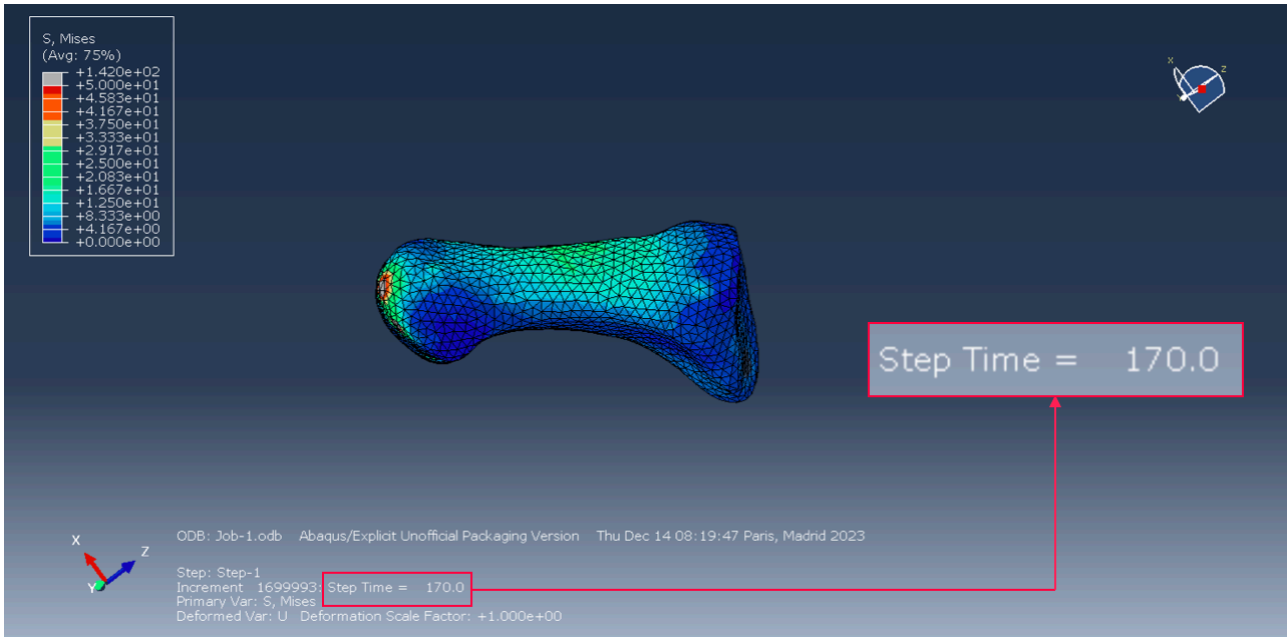 S, Mises
(Avg: 75%)
+1.420e+02
+5.000e+01
+4.583e+01
+4.167e+01
+3.750e+01
+3.333e+01
+2.917e+01
+2.500e+01
+2.083e+01
+1.667e+01
+1.250e+01
+8.333e+00
+4.167e+00
+0.000e+00
X
Z
Step Time = 170.0
X
Z
Y
ODB: Job-1.odb Abaqus/Explicit Unofficial Packaging Version Thu Dec 14 08:19:47 Paris, Madrid 2023
Step: Step-1
Increment 1699993: Step Time = 170.0
Primary Var: S, Mises
Deformed Var: U Deformation Scale Factor: +1.000e+00